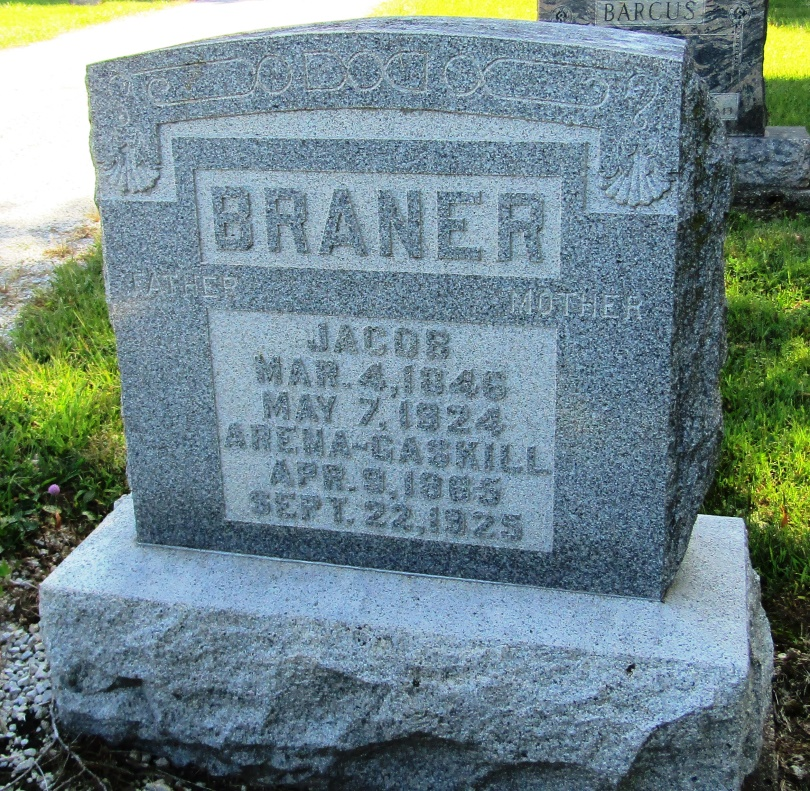 BARCUS
BRANER
FATHER
MOTHER
JACOB
MAR. 4, 1846
MAY 7, 1924
ARENA-GASKILL
APR. 9, 1865
SEPT. 22, 1925